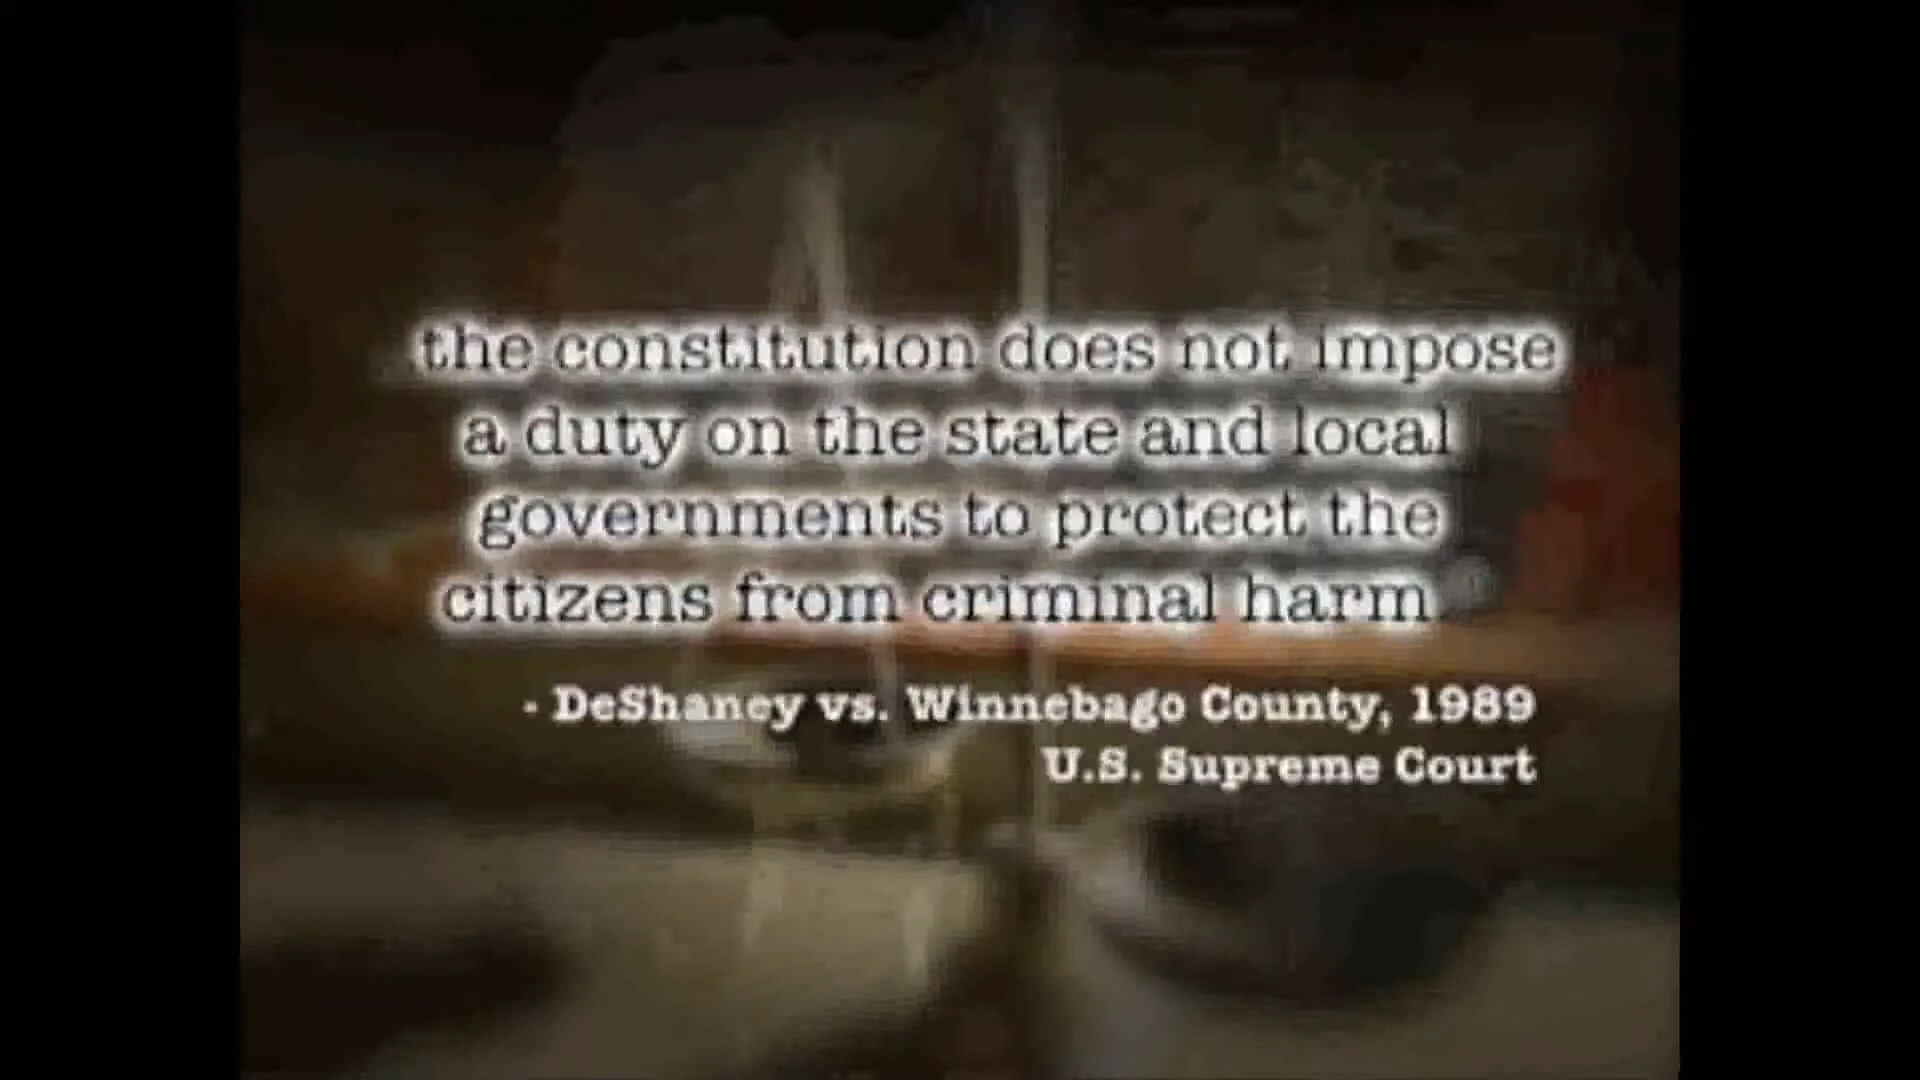 the constitution does not impose
a duty on the state and local
governments to protect the
citizens from criminal harm
- DeShaney vs. Winnebago County, 1989
U.S. Supreme Court